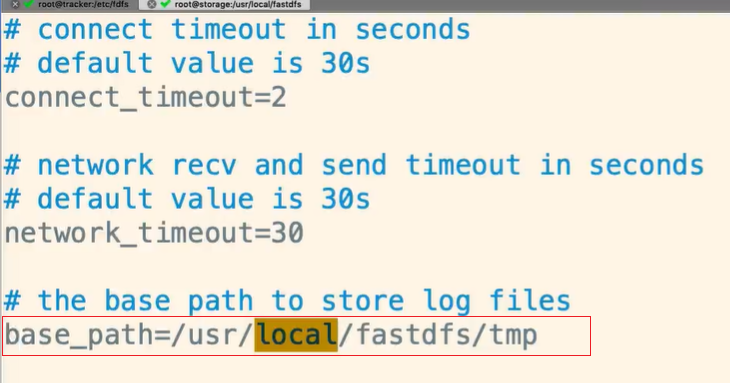 root@tracker:/etc/fdfs root@storage:/usr/local/fastdfs
# connect timeout in seconds
# default value is 30s
connect_timeout=2
# network recv and send timeout in seconds
# default value is 30s
network_timeout=30
# the base path to store log files
base_path=/usr/local/fastdfs/tmp